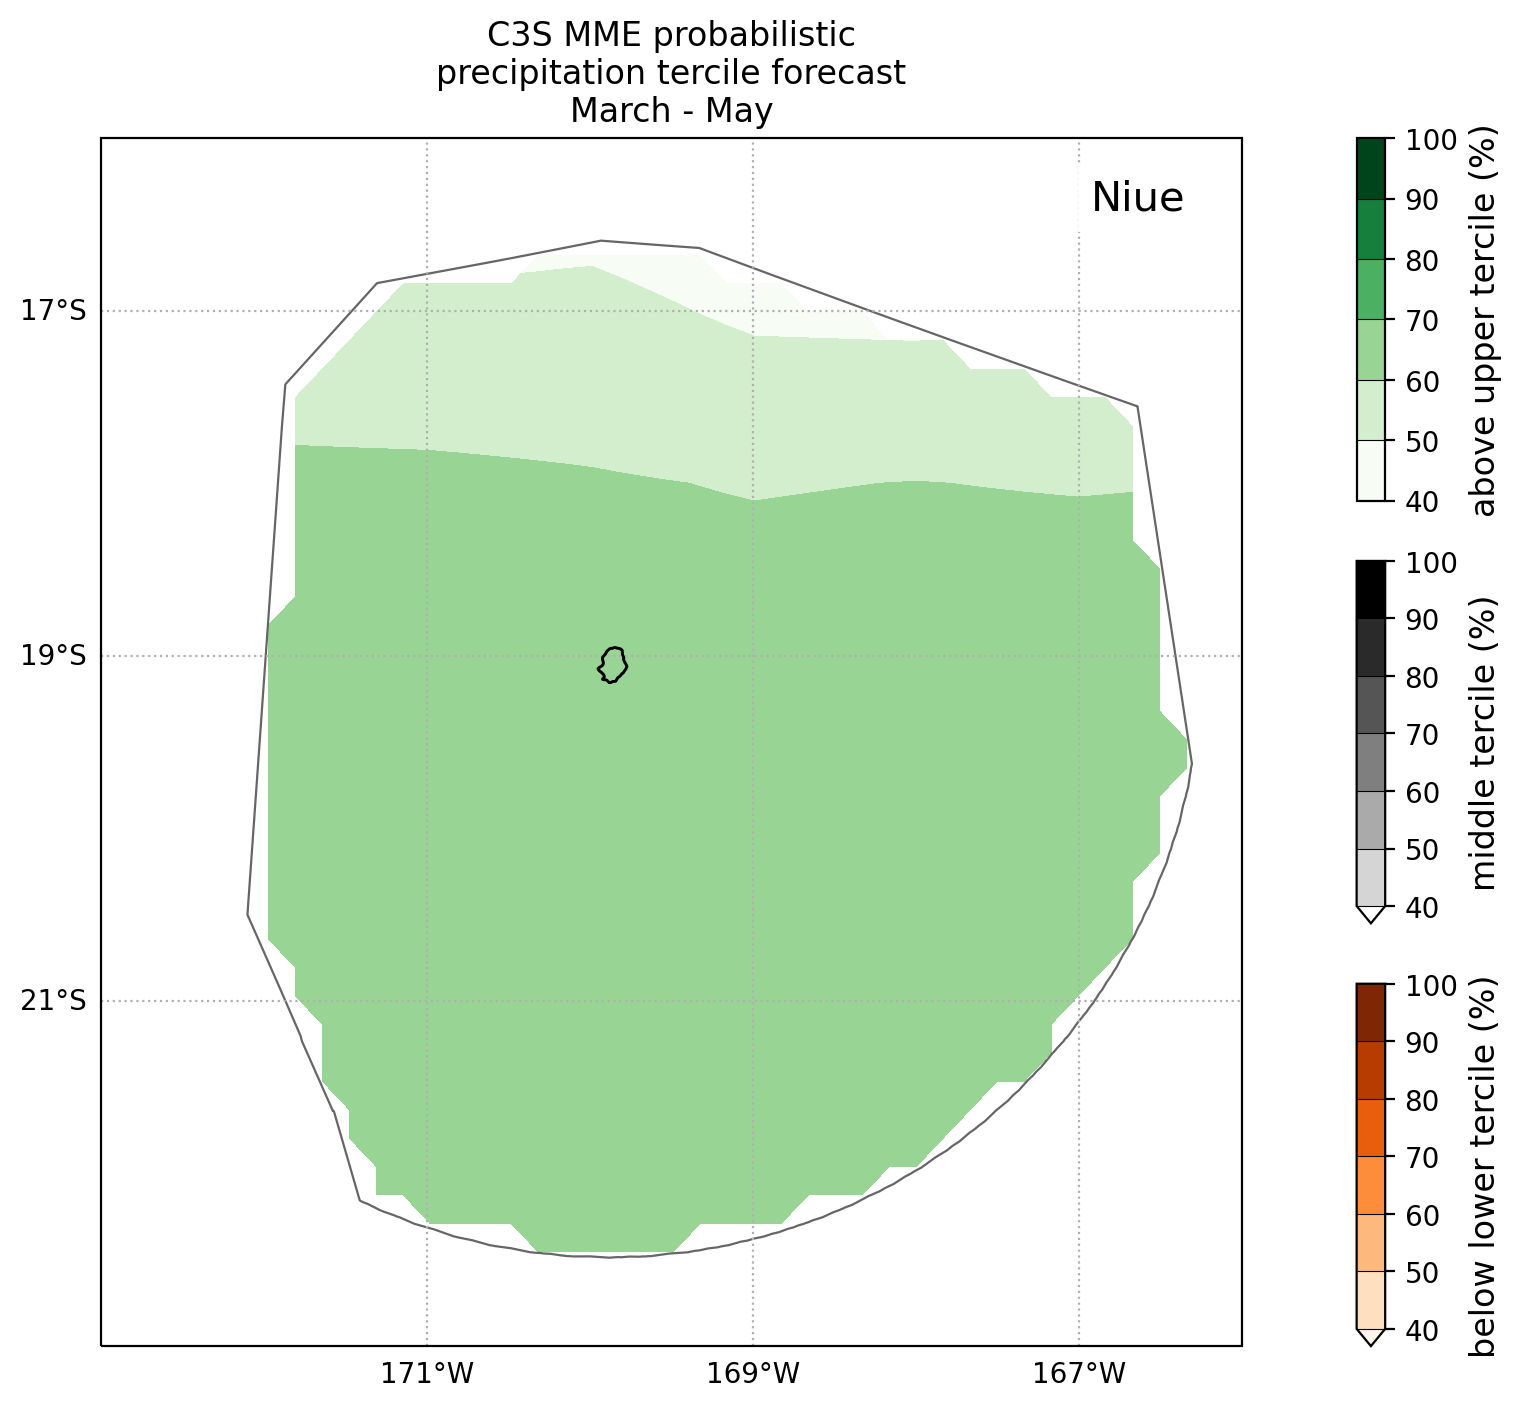 C3S MME probabilistic
precipitation tercile forecast
March - May
Niue
17°S
19°S
21°S
171°W
169°W
167°W
100
90
80
70
60
50
40
above upper tercile (%)
100
90
80
70
60
50
40
middle tercile (%)
100
90
80
70
60
50
40
below lower tercile (%)